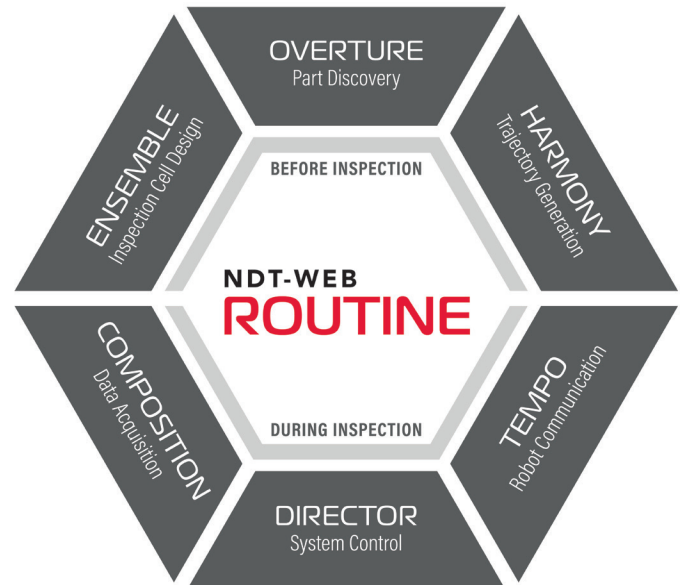 OVERTURE
Part Discovery
ENSEMBLE
Inspection Cell Design
HARMONY
Trajectory Generation
BEFORE INSPECTION
NDT-WEB
ROUTINE
DURING INSPECTION
COMPOSITION
Data Acquisition
TEMPO
Robot Communication
DIRECTOR
System Control